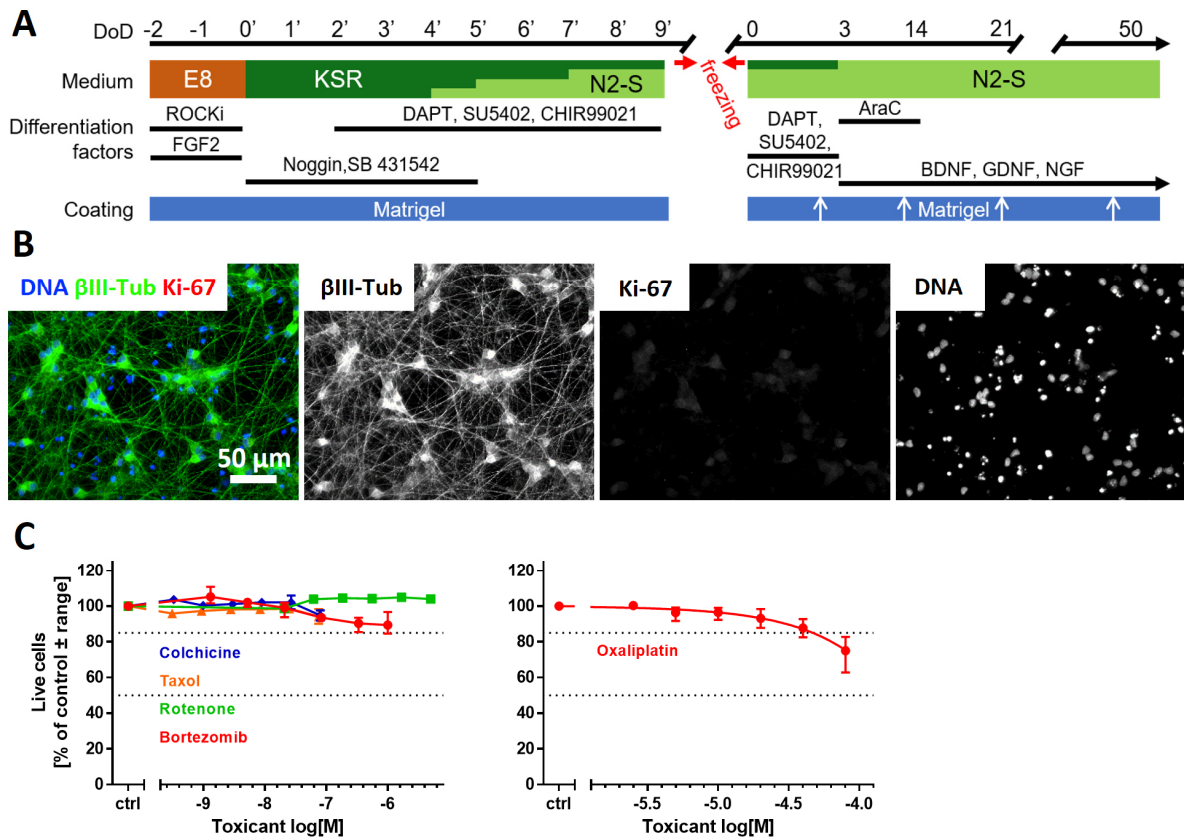 A
DoD -2 -1 0 1' 2' 3' 4' 5' 6' 7' 8' 9' 0 3 14 21 50
Medium E8 KSR N2-S freezing N2-S
ROCKi DAPT, SU5402, CHIR99021 AraC
Differentiation factors
FGF2
Noggin,SB 431542
DAPT,
SU5402,
CHIR99021
BDNF, GDNF, NGF
Coating Matrigel Matrigel
B
DNA βIII-Tub Ki-67
βIII-Tub
Ki-67
DNA
50 µm
C
Live cells
[% of control ± range]
120
100
80
60
40
20
0
Colchicine
Taxol
Rotenone
Bortezomib
ctrl -9 -8 -7 -6
Toxicant log[M]
120
100
80
60
40
20
0
Oxaliplatin
ctrl -5.5 -5.0 -4.5 -4.0
Toxicant log[M]